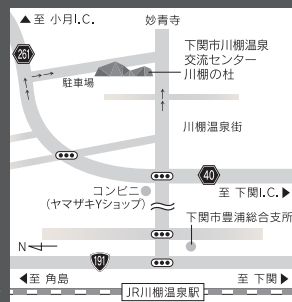 ▲至 小月I.C.
妙青寺
261
下関市川棚温泉
交流センター
川棚の杜
駐車場
川棚温泉街
40
コンビニ
(ヤマザキYショップ)
至 下関I.C.▶
下関市豊浦総合支所
N
191
◀至 角島
至 下関▶
JR川棚温泉駅